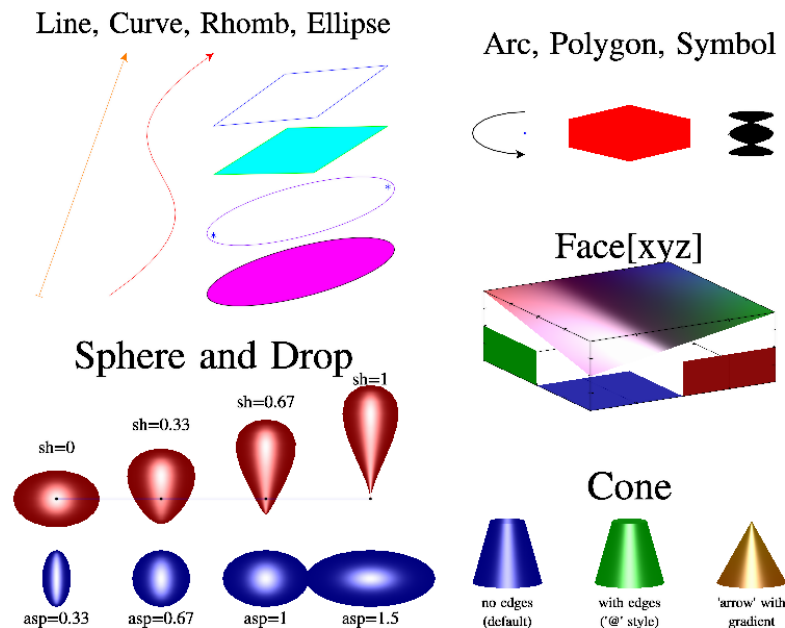 Line, Curve, Rhomb, Ellipse
Arc, Polygon, Symbol
Face[xyz]
Sphere and Drop
sh=0
sh=0.33
sh=0.67
sh=1
asp=0.33
asp=0.67
asp=1
asp=1.5
Cone
no edges
(default)
with edges
('@' style)
'arrow' with
gradient